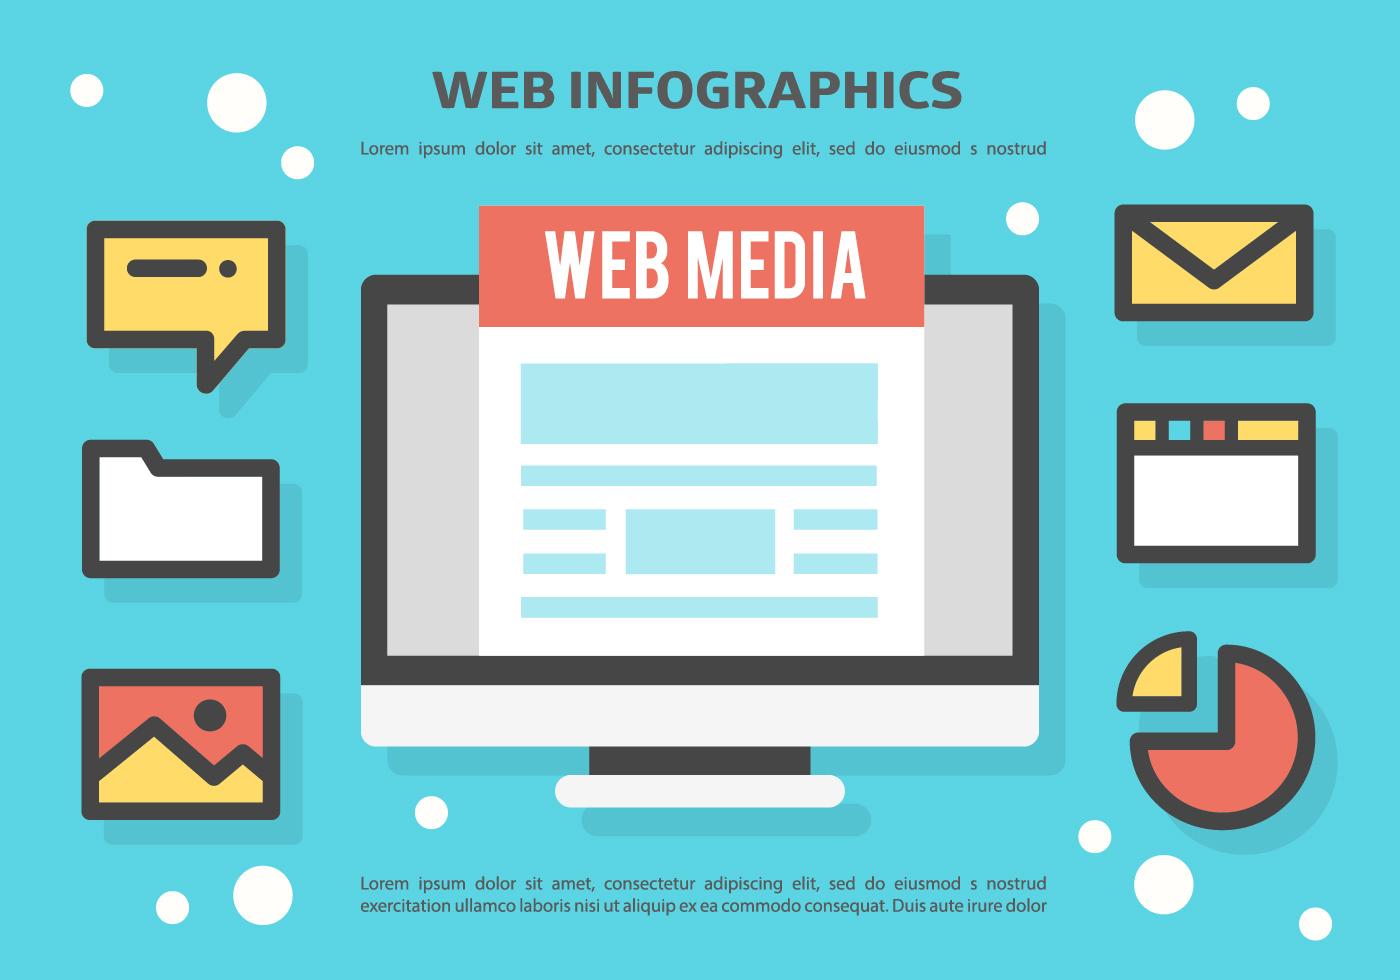 WEB INFOGRAPHICS
Lorem ipsum dolor sit amet, consectetur adipiscing elit, sed do eiusmod s nostrud
WEB MEDIA
Lorem ipsum dolor sit amet, consectetur adipiscing elit, sed do eiusmod s nostrud
exercitation ullamco laboris nisi ut aliquip ex ea commodo consequat. Duis aute irure dolor